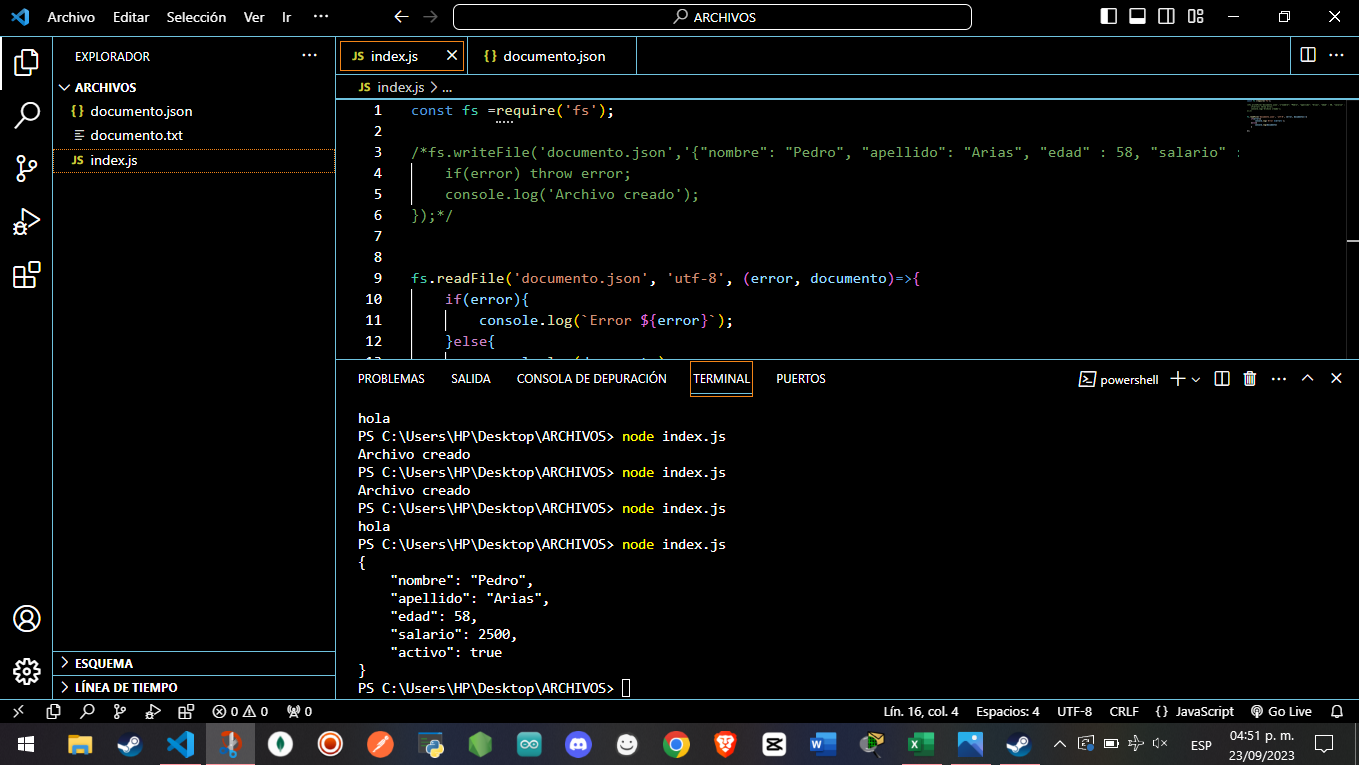 Archivo Editar Selección Ver Ir ···
ARCHIVOS
EXPLORADOR
ARCHIVOS
{} documento.json
documento.txt
JS index.js
ESQUEMA
LÍNEA DE TIEMPO
JS index.js
{} documento.json
JS index.js > ...
1 const fs =require('fs');
2
3 /*fs.writeFile('documento.json','{"nombre": "Pedro", "apellido": "Arias", "edad" : 58, "salario" :
4 if(error) throw error;
5 console.log('Archivo creado');
6 });*/
7
8
9 fs.readFile('documento.json', 'utf-8', (error, documento)=>{
10 if(error){
11 console.log(`Error ${error}`);
12 }else{
PROBLEMAS SALIDA CONSOLA DE DEPURACIÓN TERMINAL PUERTOS
powershell
hola
PS C:\Users\HP\Desktop\ARCHIVOS> node index.js
Archivo creado
PS C:\Users\HP\Desktop\ARCHIVOS> node index.js
Archivo creado
PS C:\Users\HP\Desktop\ARCHIVOS> node index.js
hola
PS C:\Users\HP\Desktop\ARCHIVOS> node index.js
{
"nombre": "Pedro",
"apellido": "Arias",
"edad": 58,
"salario": 2500,
"activo": true
}
PS C:\Users\HP\Desktop\ARCHIVOS>
0 0 0 Lín. 16, col. 4 Espacios: 4 UTF-8 CRLF {} JavaScript Go Live
ESP
04:51 p. m.
23/09/2023